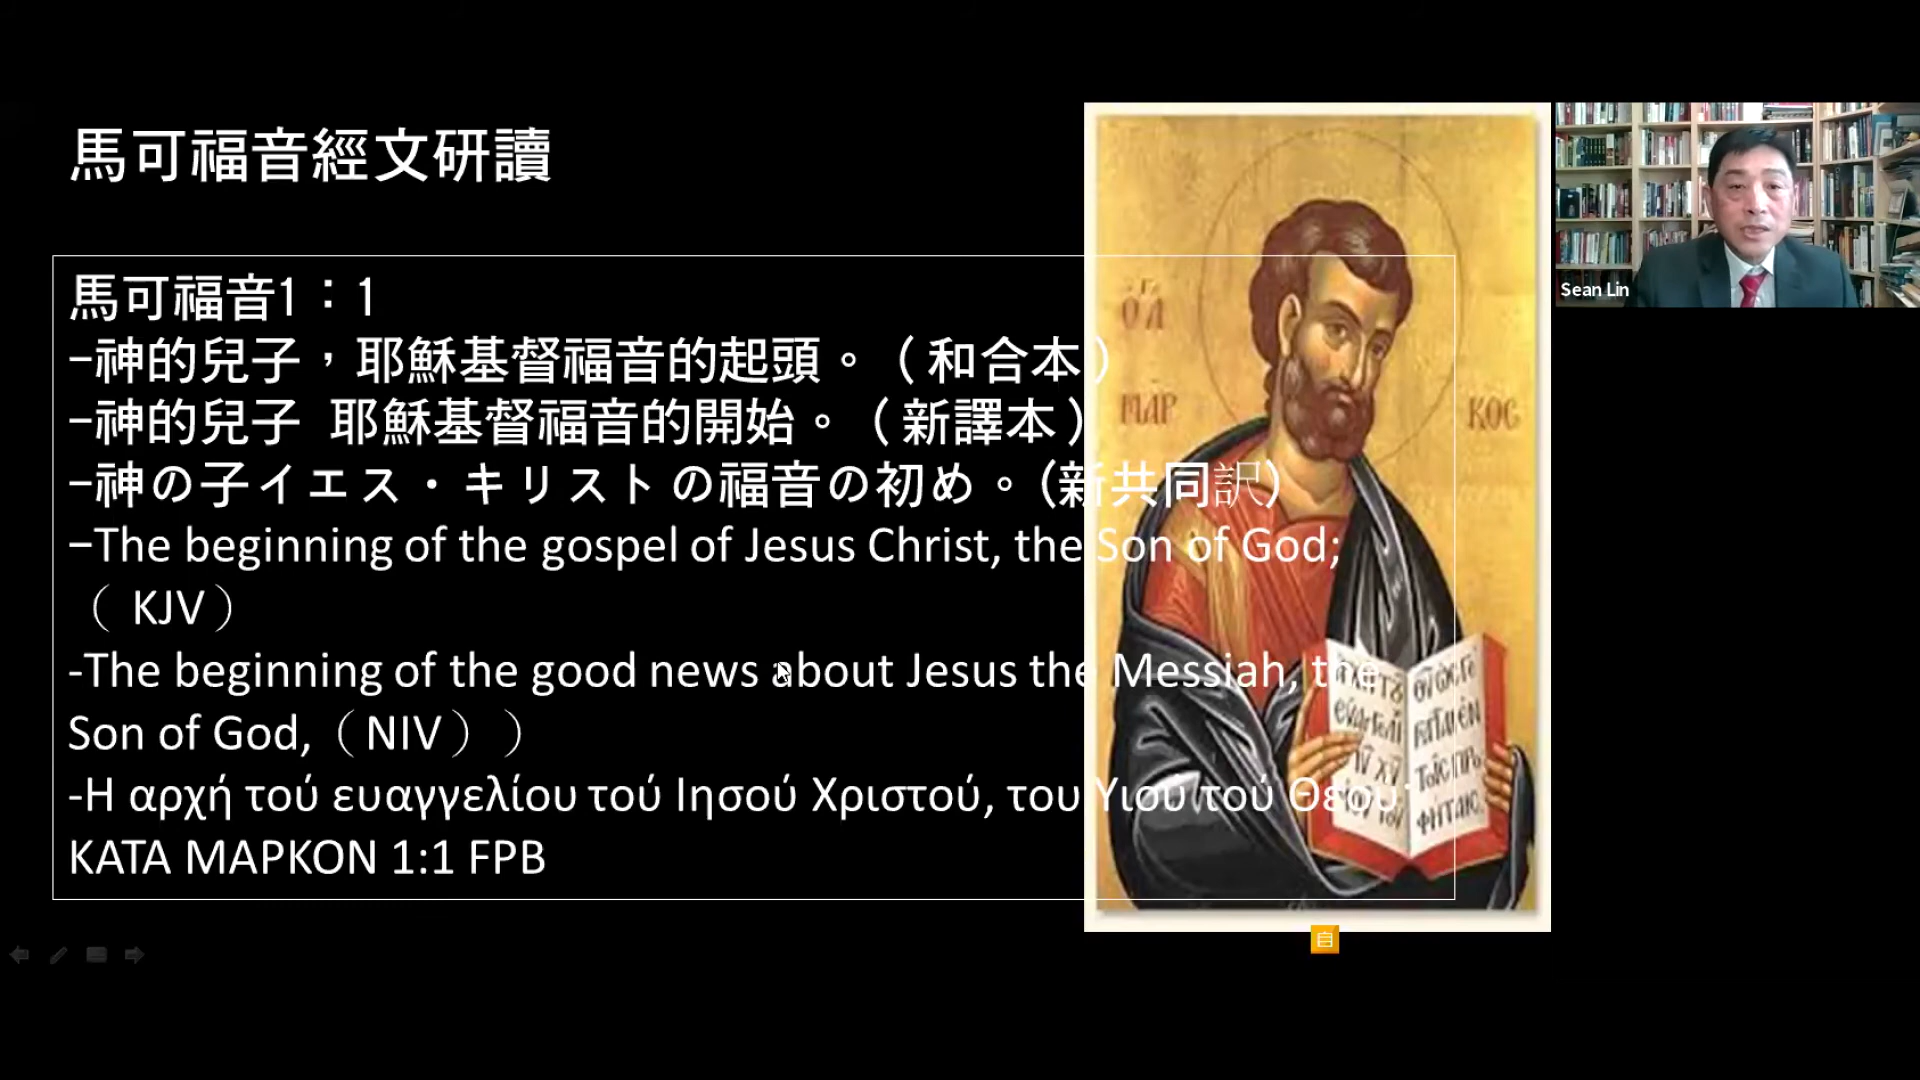 馬可福音經文研讀
馬可福音1：1
–神的兒子，耶穌基督福音的起頭。（和合本）
–神的兒子 耶穌基督福音的開始。（新譯本）
–神の子イエス・キリストの福音の初め。(新共同訳)
–The beginning of the gospel of Jesus Christ, the Son of God;
（ KJV）
-The beginning of the good news about Jesus the Messiah, the
Son of God,（NIV））
-Η αρχή τού ευαγγελίου τού Ιησού Χριστού, του Υιού τού Θεού·
ΚΑΤΑ ΜΑΡΚΟΝ 1:1 FPB
ΜΑΡ
ΚΟC
Sean Lin
自